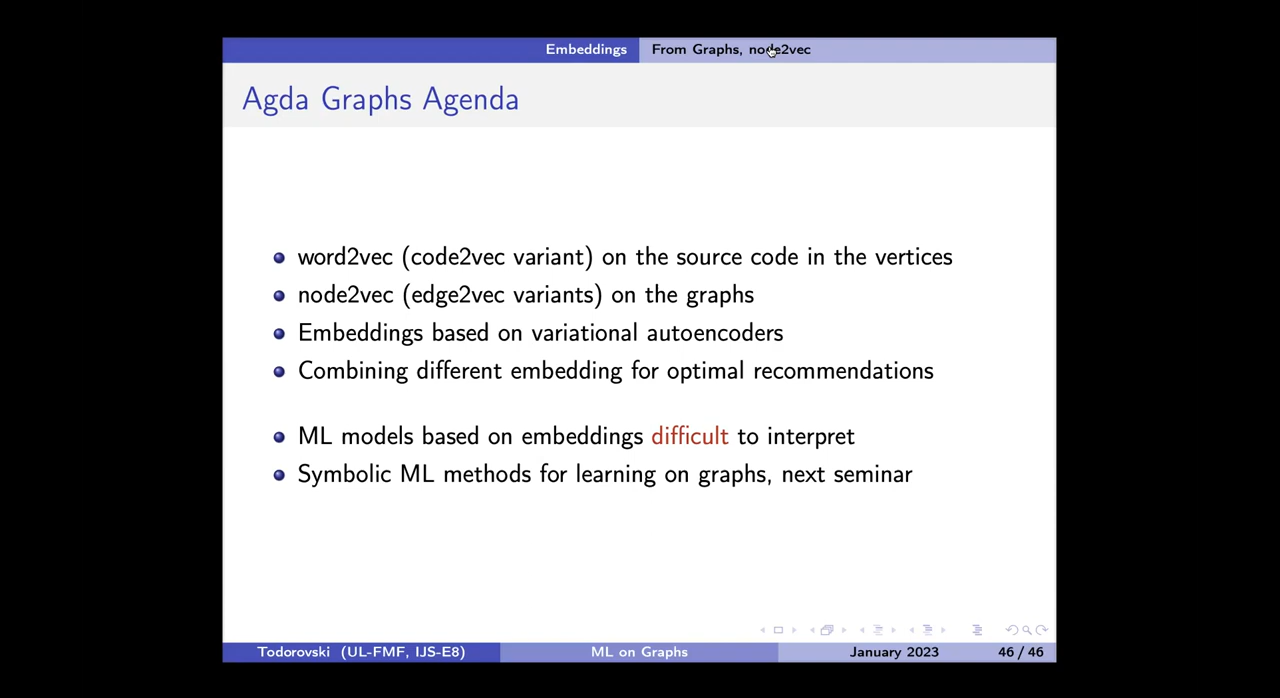 Embeddings From Graphs, node2vec
Agda Graphs Agenda
word2vec (code2vec variant) on the source code in the vertices
node2vec (edge2vec variants) on the graphs
Embeddings based on variational autoencoders
Combining different embedding for optimal recommendations
ML models based on embeddings difficult to interpret
Symbolic ML methods for learning on graphs, next seminar
Todorovski (UL-FMF, IJS-E8) ML on Graphs January 2023 46 / 46